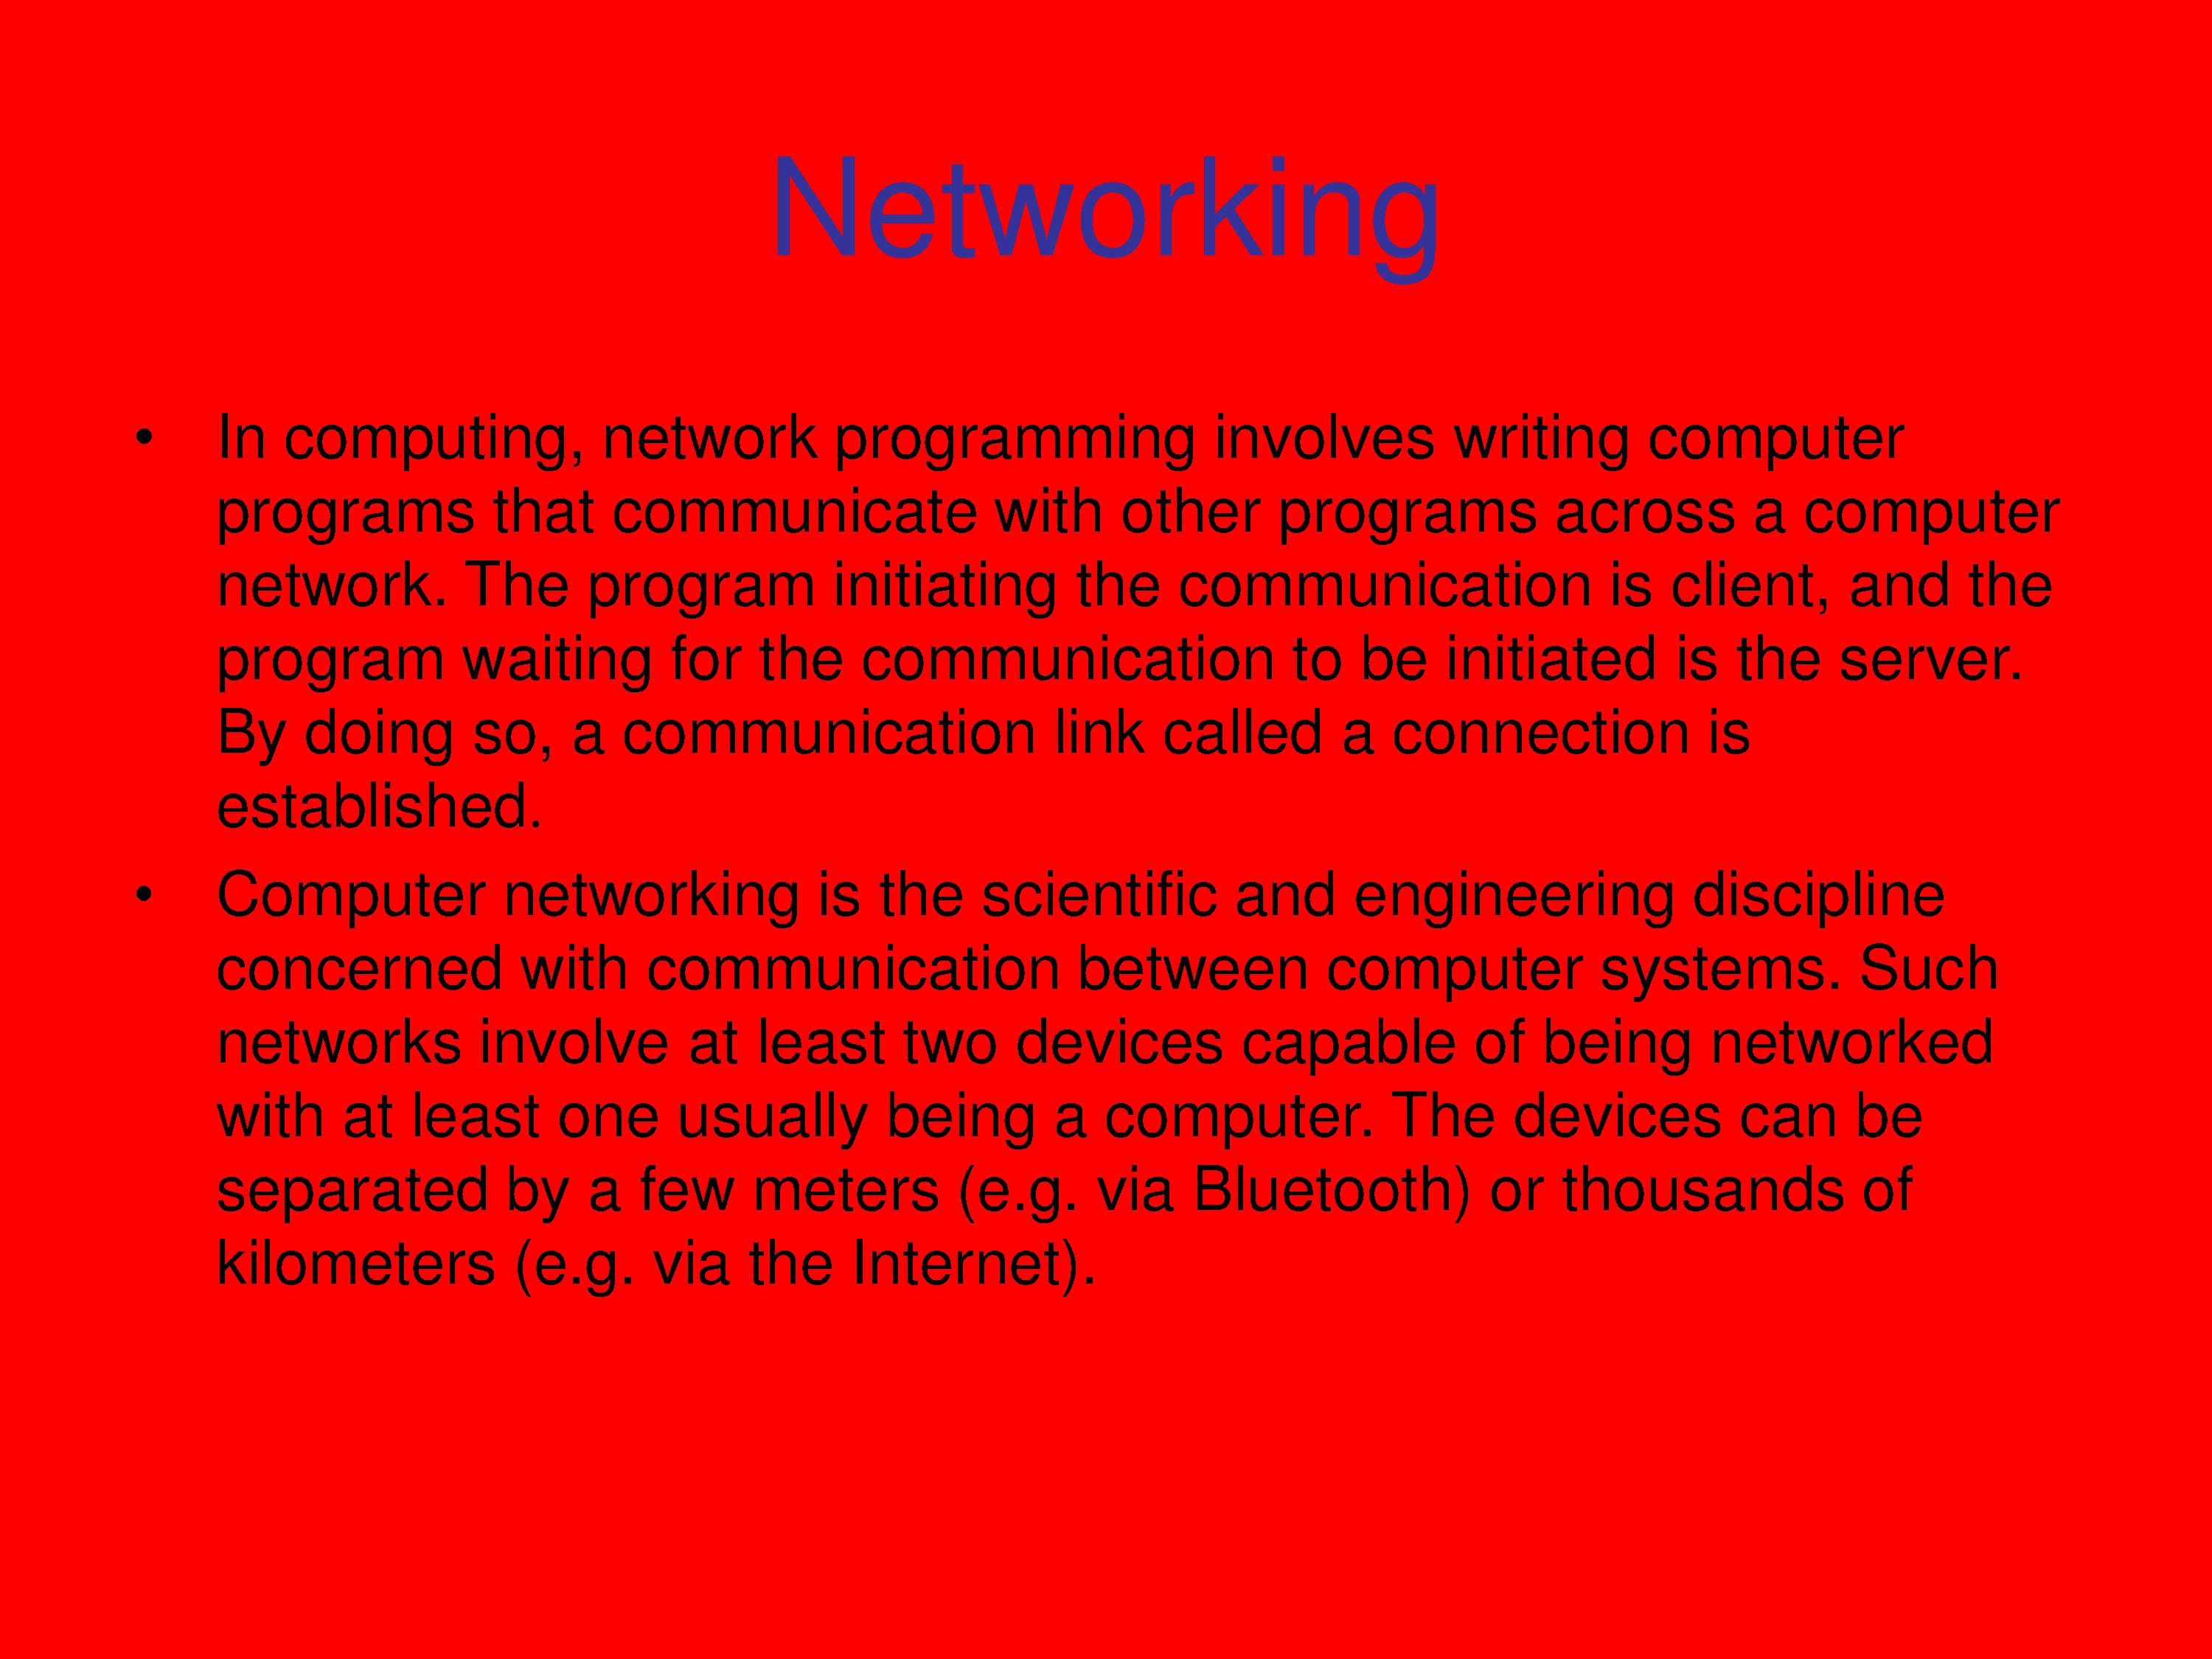 Networking
• In computing, network programming involves writing computer
programs that communicate with other programs across a computer
network. The program initiating the communication is client, and the
program waiting for the communication to be initiated is the server.
By doing so, a communication link called a connection is
established.
• Computer networking is the scientific and engineering discipline
concerned with communication between computer systems. Such
networks involve at least two devices capable of being networked
with at least one usually being a computer. The devices can be
separated by a few meters (e.g. via Bluetooth) or thousands of
kilometers (e.g. via the Internet).